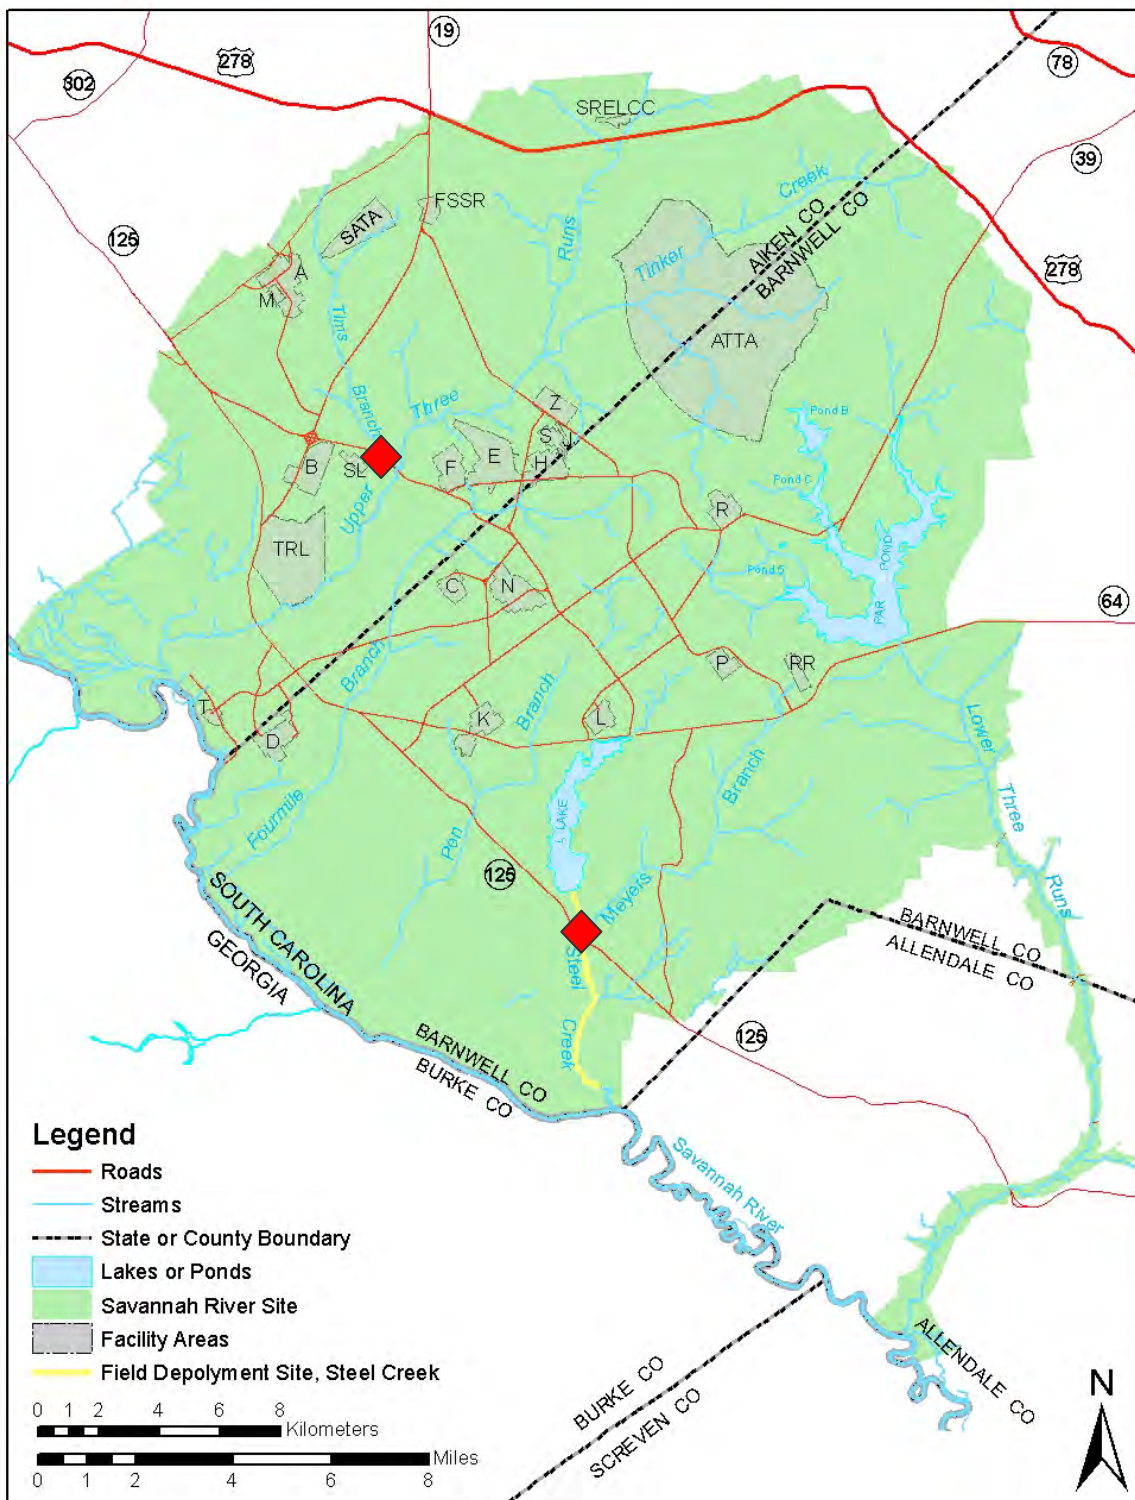 19
278
302
78
SRELCC
39
Creek
FSSR
SATA
AIKEN CO
BARNWELL CO
125
Runs
Tinker
278
A
M
Tims
ATTA
Branch
Three
Z
Pond B
S
J
E
F
H
B
SL
Pond C
Upper
R
TRL
PAR POND
Pond 5
C
N
64
P
RR
Branch
Branch
T
K
L
D
Lower
Branch
L LAKE
Three
Fourmile
Pen
125
Meyers
Runs
SOUTH CAROLINA
GEORGIA
BARNWELL CO
ALLENDALE CO
Steel
Creek
125
BARNWELL CO
BURKE CO
Legend
Roads
Streams
State or County Boundary
Lakes or Ponds
Savannah River Site
Facility Areas
Field Depolyment Site, Steel Creek
Savannah River
ALLENDALE CO
BURKE CO
SCREVEN CO
N
0 1 2 4 6 8
Kilometers
Miles
0 1 2 4 6 8